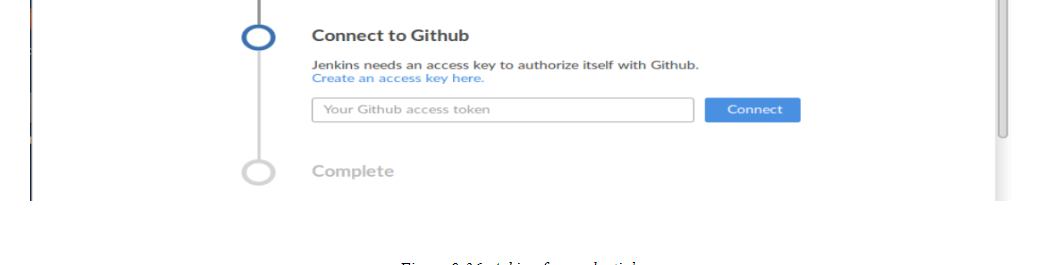 Connect to Github
Jenkins needs an access key to authorize itself with Github.
Create an access key here.
Your Github access token
Connect
Complete